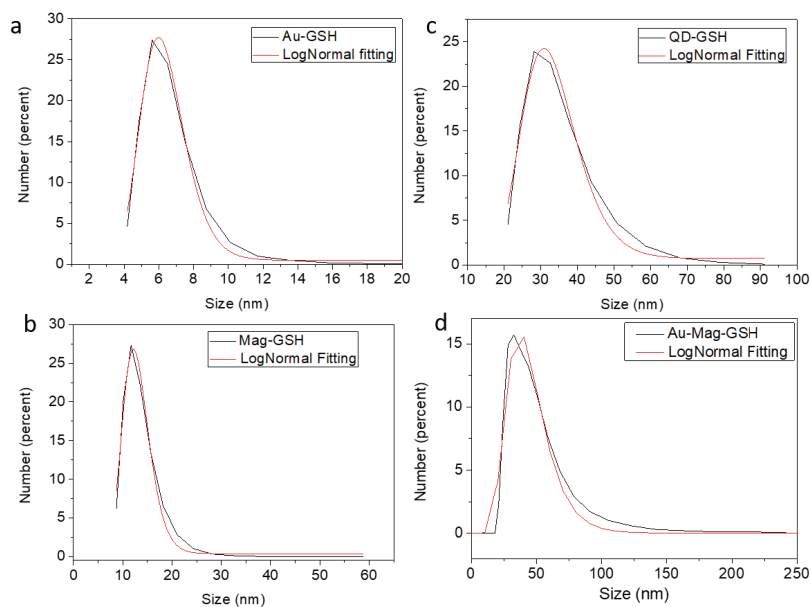 a
Au-GSH
LogNormal fitting
Number (percent)
30
25
20
15
10
5
0
2 4 6 8 10 12 14 16 18 20
Size (nm)
c
QD-GSH
LogNormal Fitting
Number (percent)
25
20
15
10
5
0
10 20 30 40 50 60 70 80 90 100
Size (nm)
b
Mag-GSH
LogNormal Fitting
Number (percent)
30
25
20
15
10
5
0
0 10 20 30 40 50 60
Size (nm)
d
Au-Mag-GSH
LogNormal Fitting
Number (percent)
15
10
5
0
0 50 100 150 200 250
Size (nm)